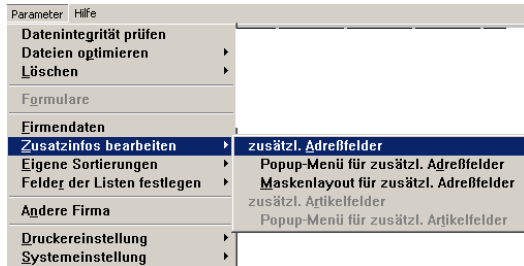 Parameter Hilfe
Datenintegrität prüfen
Dateien optimieren
Löschen
Formulare
Firmendaten
Zusatzinfos bearbeiten
Eigene Sortierungen
Felder der Listen festlegen
Andere Firma
Druckereinstellung
Systemeinstellung
zusätzl. Adreßfelder
Popup-Menü für zusätzl. Adreßfelder
Maskenlayout für zusätzl. Adreßfelder
zusätzl. Artikelfelder
Popup-Menü für zusätzl. Artikelfelder